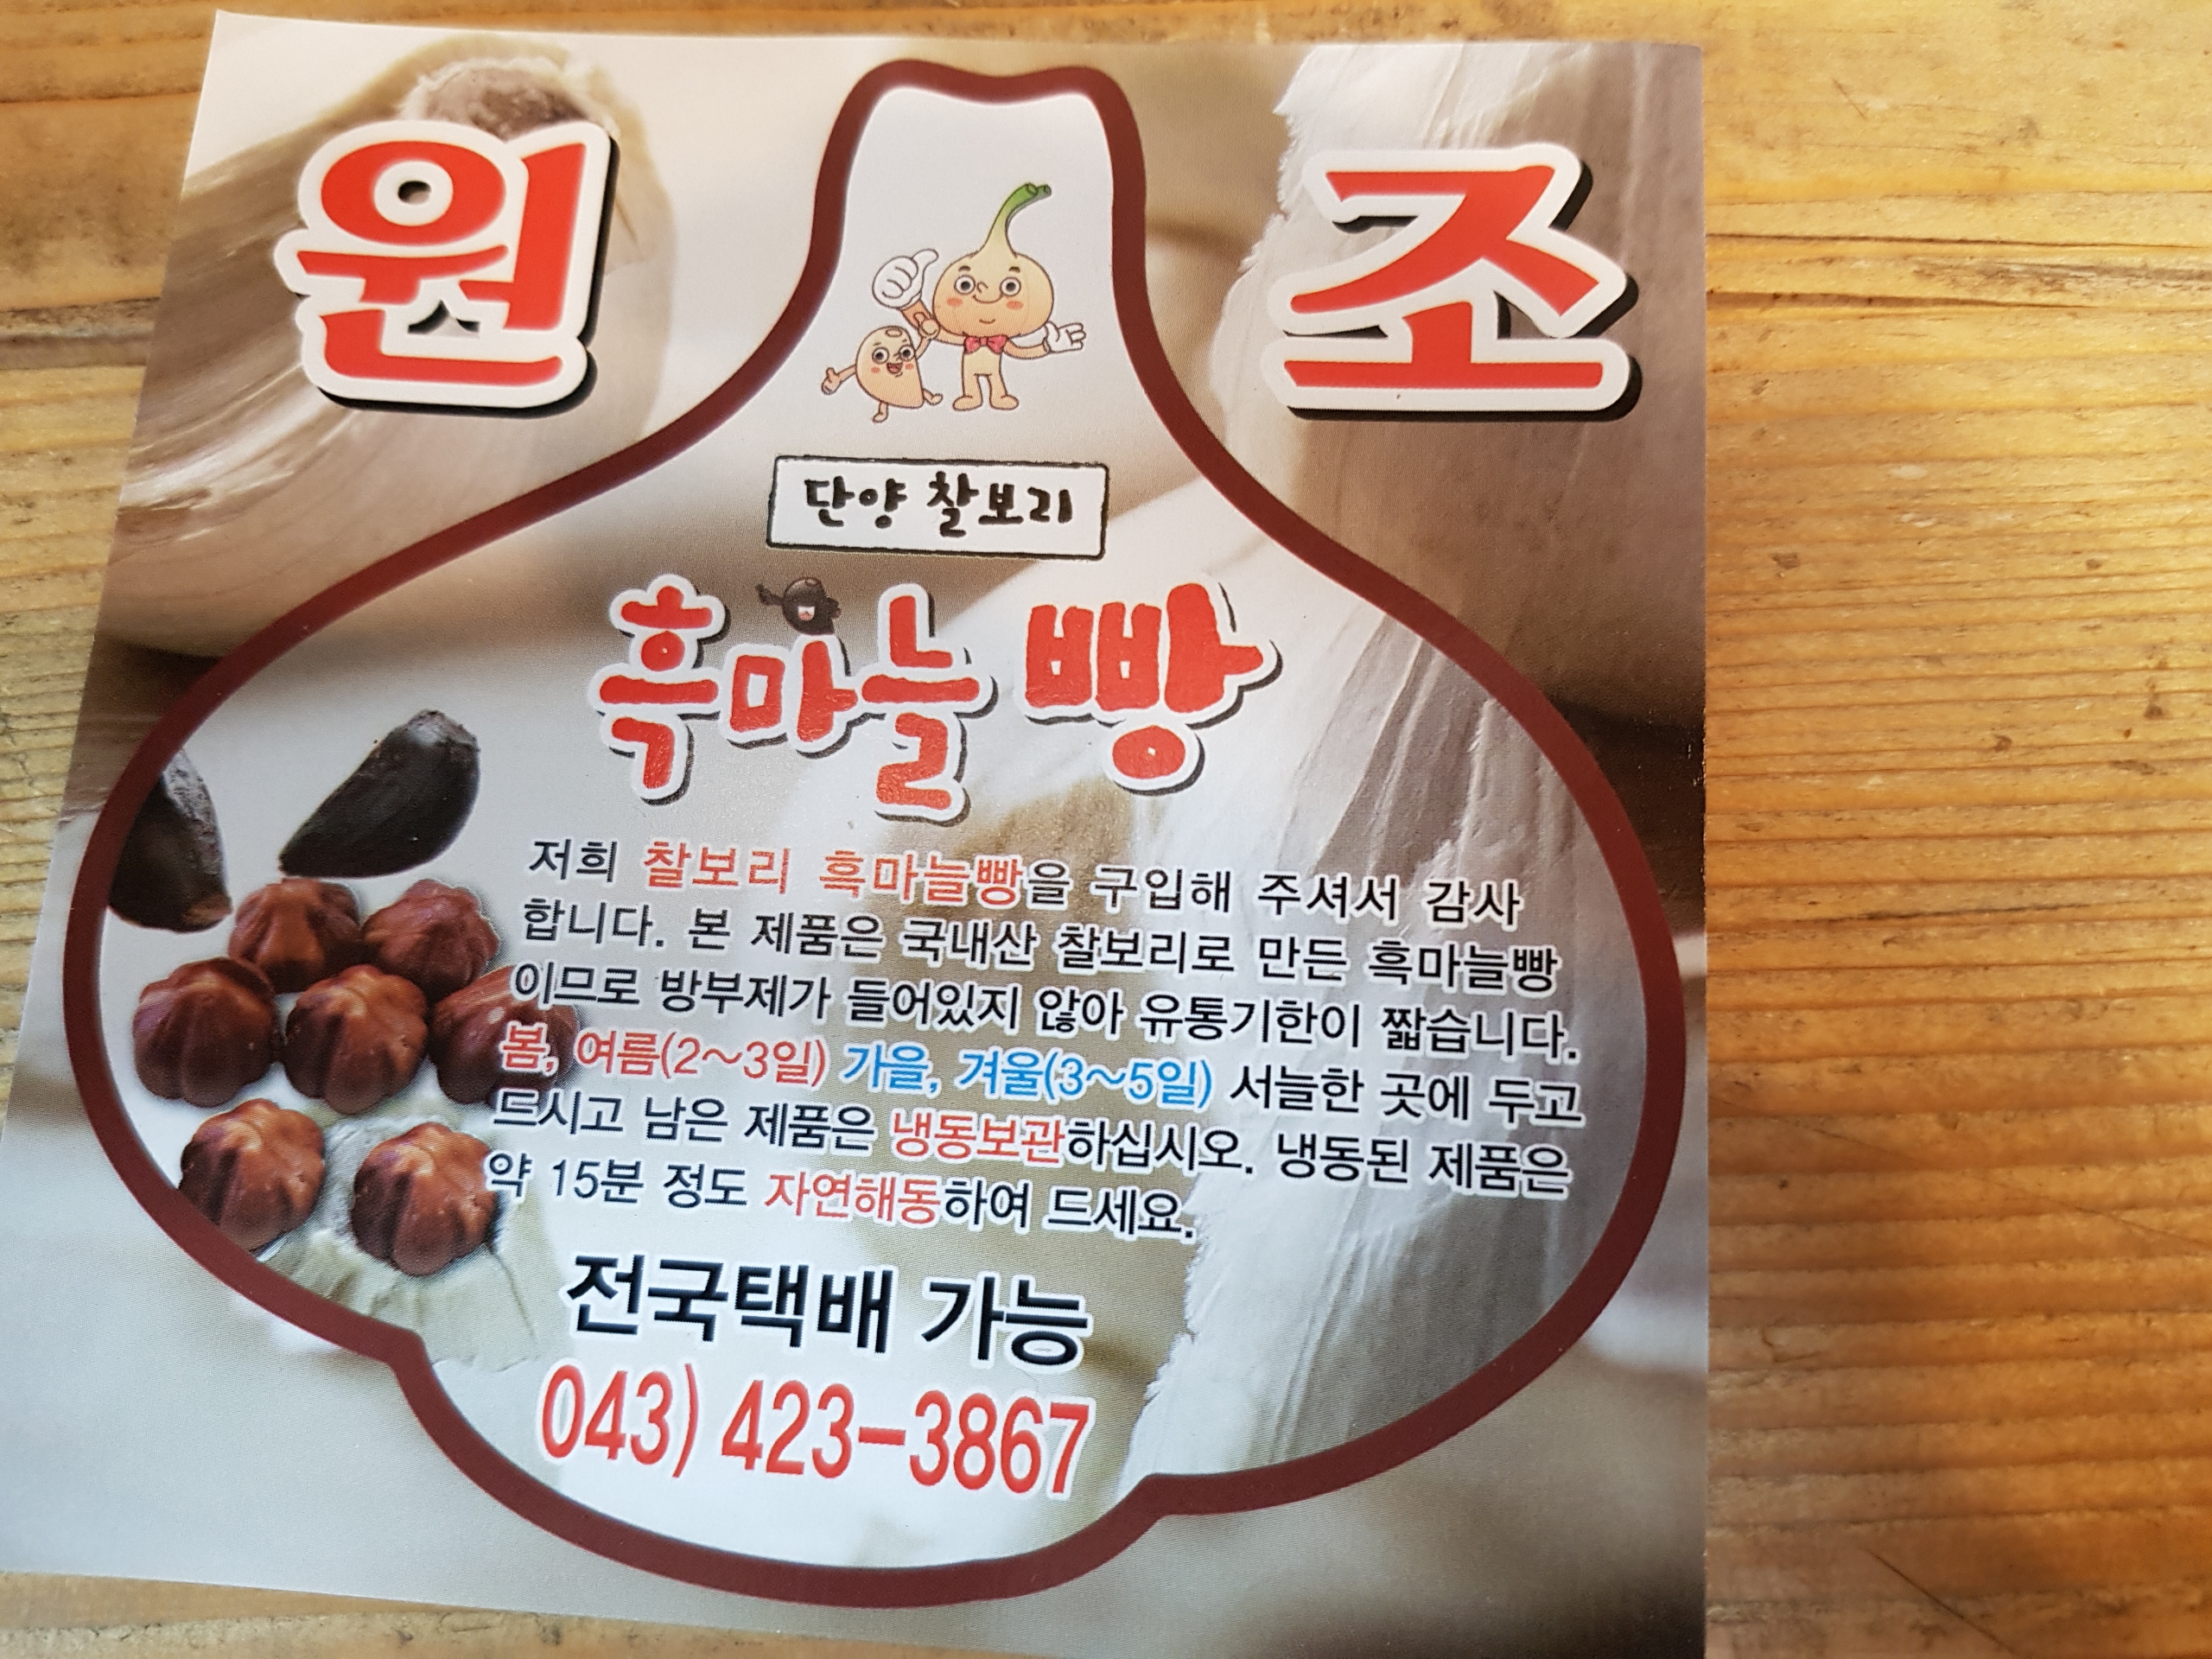 원 조
단양 찰보리
흑마늘빵
저희 찰보리 흑마늘빵을 구입해 주셔서 감사
합니다. 본 제품은 국내산 찰보리로 만든 흑마늘빵
이므로 방부제가 들어있지 않아 유통기한이 짧습니다.
봄, 여름(2～3일) 가을, 겨울(3～5일) 서늘한 곳에 두고
드시고 남은 제품은 냉동보관하십시오. 냉동된 제품은
약 15분 정도 자연해동하여 드세요.
전국택배 가능
043) 423-3867